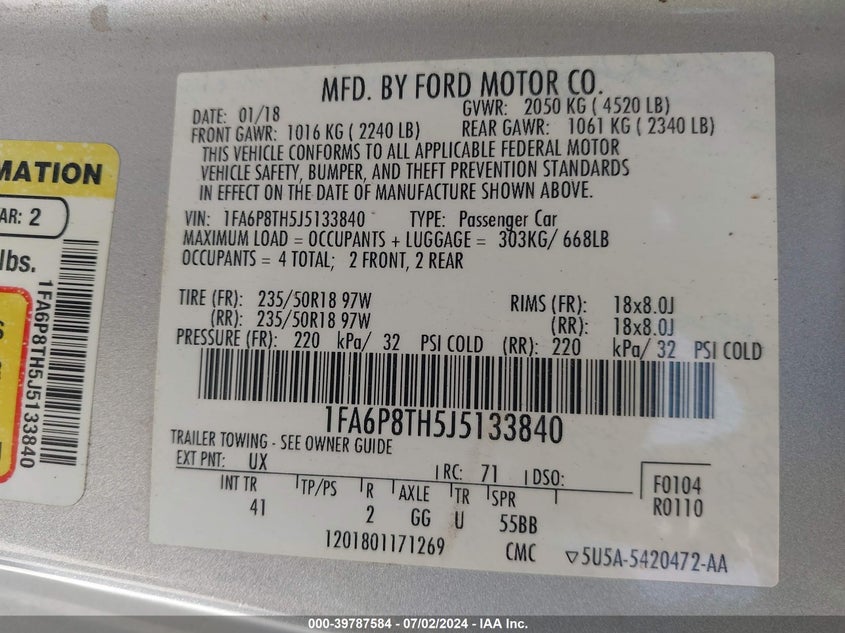 MFD. BY FORD MOTOR CO.
DATE: 01/18 GVWR: 2050 KG ( 4520 LB)
FRONT GAWR: 1016 KG ( 2240 LB) REAR GAWR: 1061 KG ( 2340 LB)
THIS VEHICLE CONFORMS TO ALL APPLICABLE FEDERAL MOTOR
VEHICLE SAFETY, BUMPER, AND THEFT PREVENTION STANDARDS
IN EFFECT ON THE DATE OF MANUFACTURE SHOWN ABOVE.
VIN: 1FA6P8TH5J5133840 TYPE: Passenger Car
MAXIMUM LOAD = OCCUPANTS + LUGGAGE = 303KG/ 668LB
OCCUPANTS = 4 TOTAL; 2 FRONT, 2 REAR
TIRE (FR): 235/50R18 97W RIMS (FR): 18x8.0J
(RR): 235/50R18 97W (RR): 18x8.0J
PRESSURE (FR): 220 kPa/ 32 PSI COLD (RR): 220 kPa/ 32 PSI COLD
1FA6P8TH5J5133840
TRAILER TOWING - SEE OWNER GUIDE
EXT PNT: UX RC: 71 DSO:
INT TR TP/PS R AXLE TR SPR
41 2 GG U 55BB
F0104
R0110
1201801171269 CMC ▽5U5A-5420472-AA
MATION
AR: 2
lbs.
1FA6P8TH5J5133840
000-39787584 / 07/02/2024 - IAA Inc.